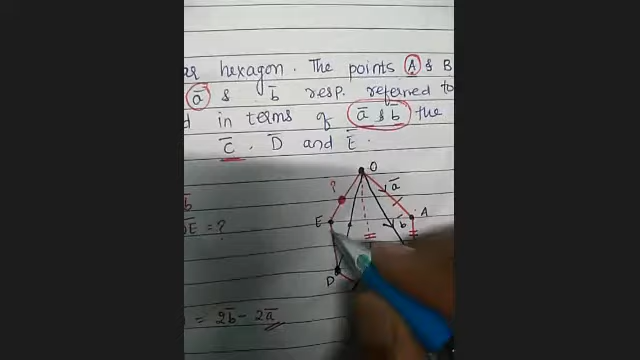 hexagon. The points A & B
a̅ & b̅ resp. referred to
in terms of a̅ & b̅ the
C̅, D̅ and E̅.
O
? a̅
E b̅ A
E = ?
D
= 2b̅ - 2a̅